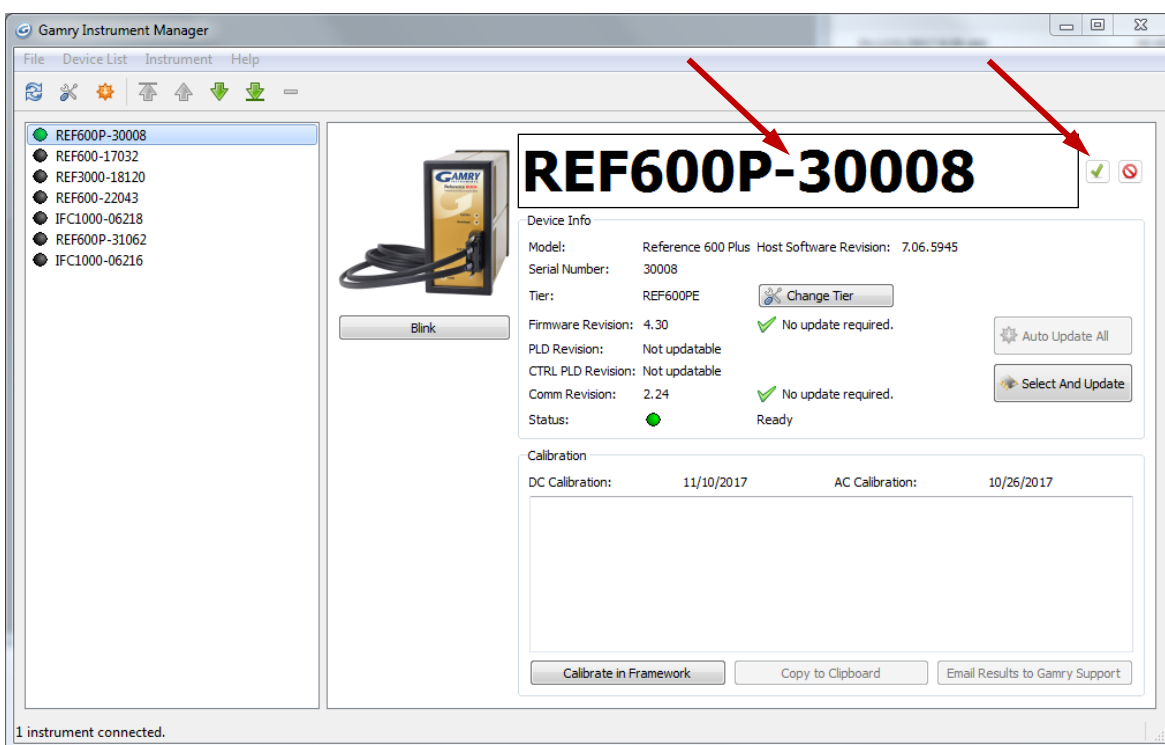 Gamry Instrument Manager
File Device List Instrument Help
REF600P-30008
REF600-17032
REF3000-18120
REF600-22043
IFC1000-06218
REF600P-31062
IFC1000-06216
GAMRY
Blink
REF600P-30008
Device Info
Model: Reference 600 Plus Host Software Revision: 7.06.5945
Serial Number: 30008
Tier: REF600PE Change Tier
Firmware Revision: 4.30 No update required.
Auto Update All
PLD Revision: Not updatable
CTRL PLD Revision: Not updatable
Select And Update
Comm Revision: 2.24 No update required.
Status: Ready
Calibration
DC Calibration: 11/10/2017 AC Calibration: 10/26/2017
Calibrate in Framework Copy to Clipboard Email Results to Gamry Support
1 instrument connected.